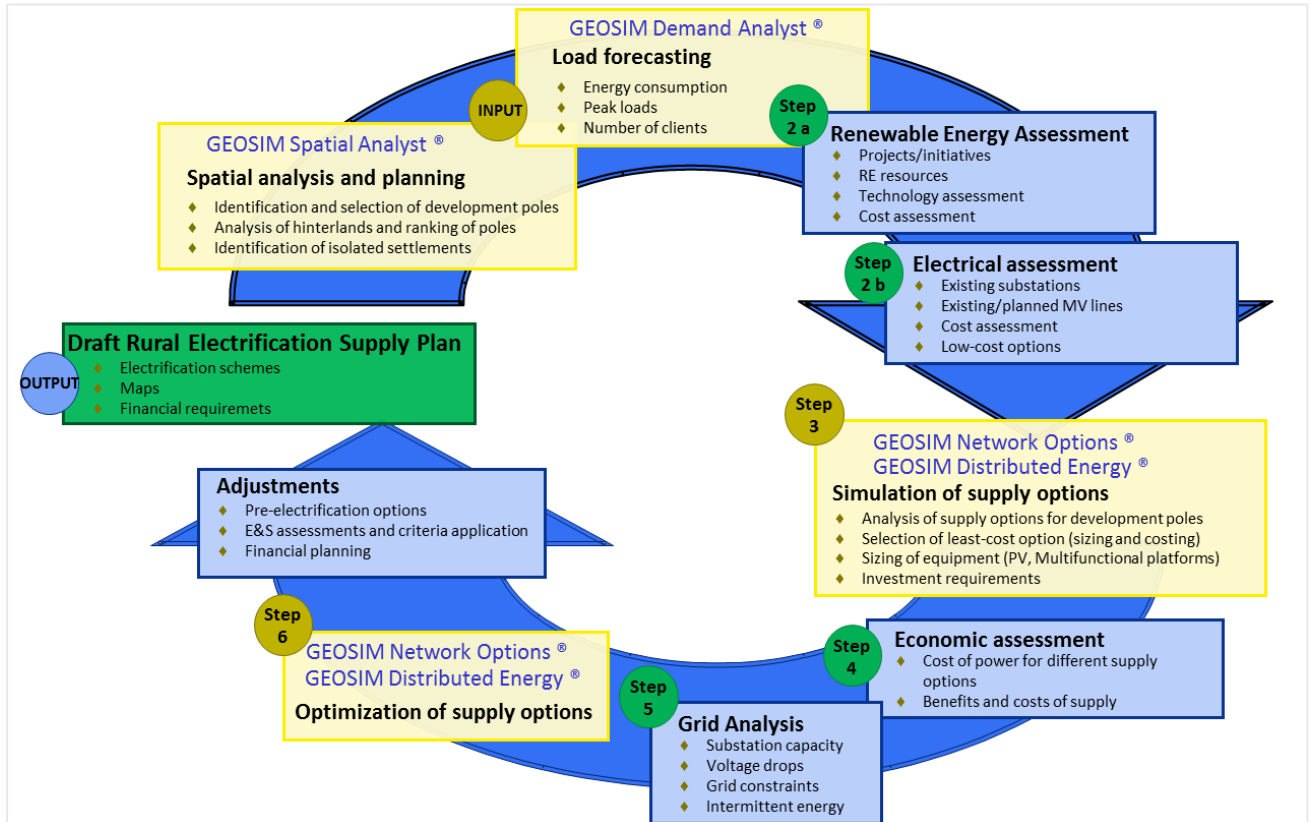 GEOSIM Demand Analyst ®
Load forecasting
♦ Energy consumption
♦ Peak loads
♦ Number of clients
INPUT
GEOSIM Spatial Analyst ®
Spatial analysis and planning
♦ Identification and selection of development poles
♦ Analysis of hinterlands and ranking of poles
♦ Identification of isolated settlements
Step
2 a
Renewable Energy Assessment
♦ Projects/initiatives
♦ RE resources
♦ Technology assessment
♦ Cost assessment
Step
2 b
Electrical assessment
♦ Existing substations
♦ Existing/planned MV lines
♦ Cost assessment
♦ Low-cost options
Step
3
GEOSIM Network Options ®
GEOSIM Distributed Energy ®
Simulation of supply options
♦ Analysis of supply options for development poles
♦ Selection of least-cost option (sizing and costing)
♦ Sizing of equipment (PV, Multifunctional platforms)
♦ Investment requirements
Step
4
Economic assessment
♦ Cost of power for different supply
options
♦ Benefits and costs of supply
Step
5
Grid Analysis
♦ Substation capacity
♦ Voltage drops
♦ Grid constraints
♦ Intermittent energy
Step
6
GEOSIM Network Options ®
GEOSIM Distributed Energy ®
Optimization of supply options
Adjustments
♦ Pre-electrification options
♦ E&S assessments and criteria application
♦ Financial planning
OUTPUT
Draft Rural Electrification Supply Plan
♦ Electrification schemes
♦ Maps
♦ Financial requiremets